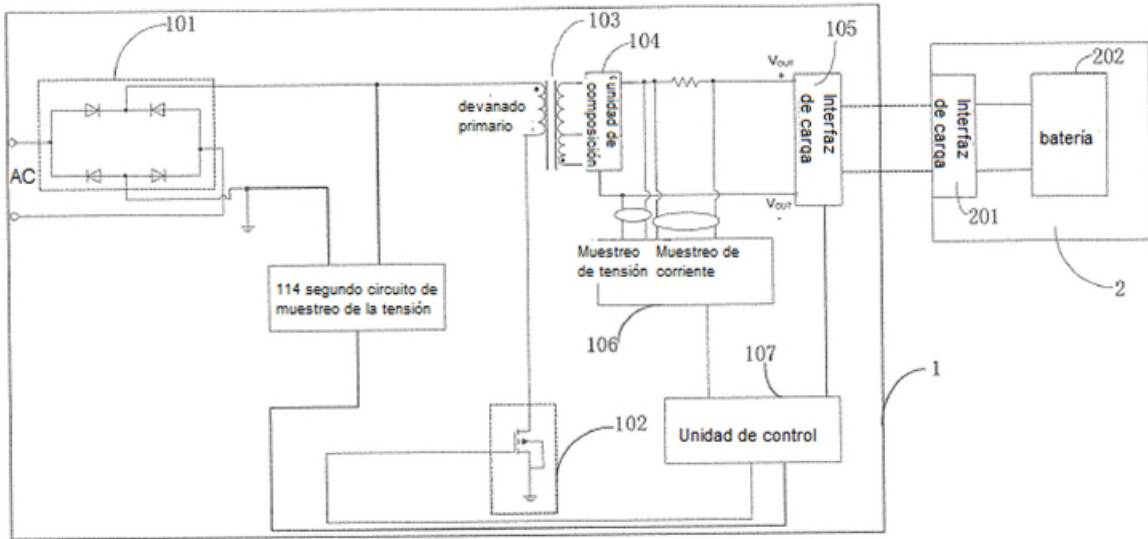 101
103
104
105
202
AC
devanado
primario
unidad de
composición
V_OUT
+
V_OUT
-
Interfaz
de carga
Interfaz
de carga
201
batería
2
114 segundo circuito de
muestreo de la tensión
Muestreo
de tensión
Muestreo de
corriente
106
107
1
102
Unidad de control